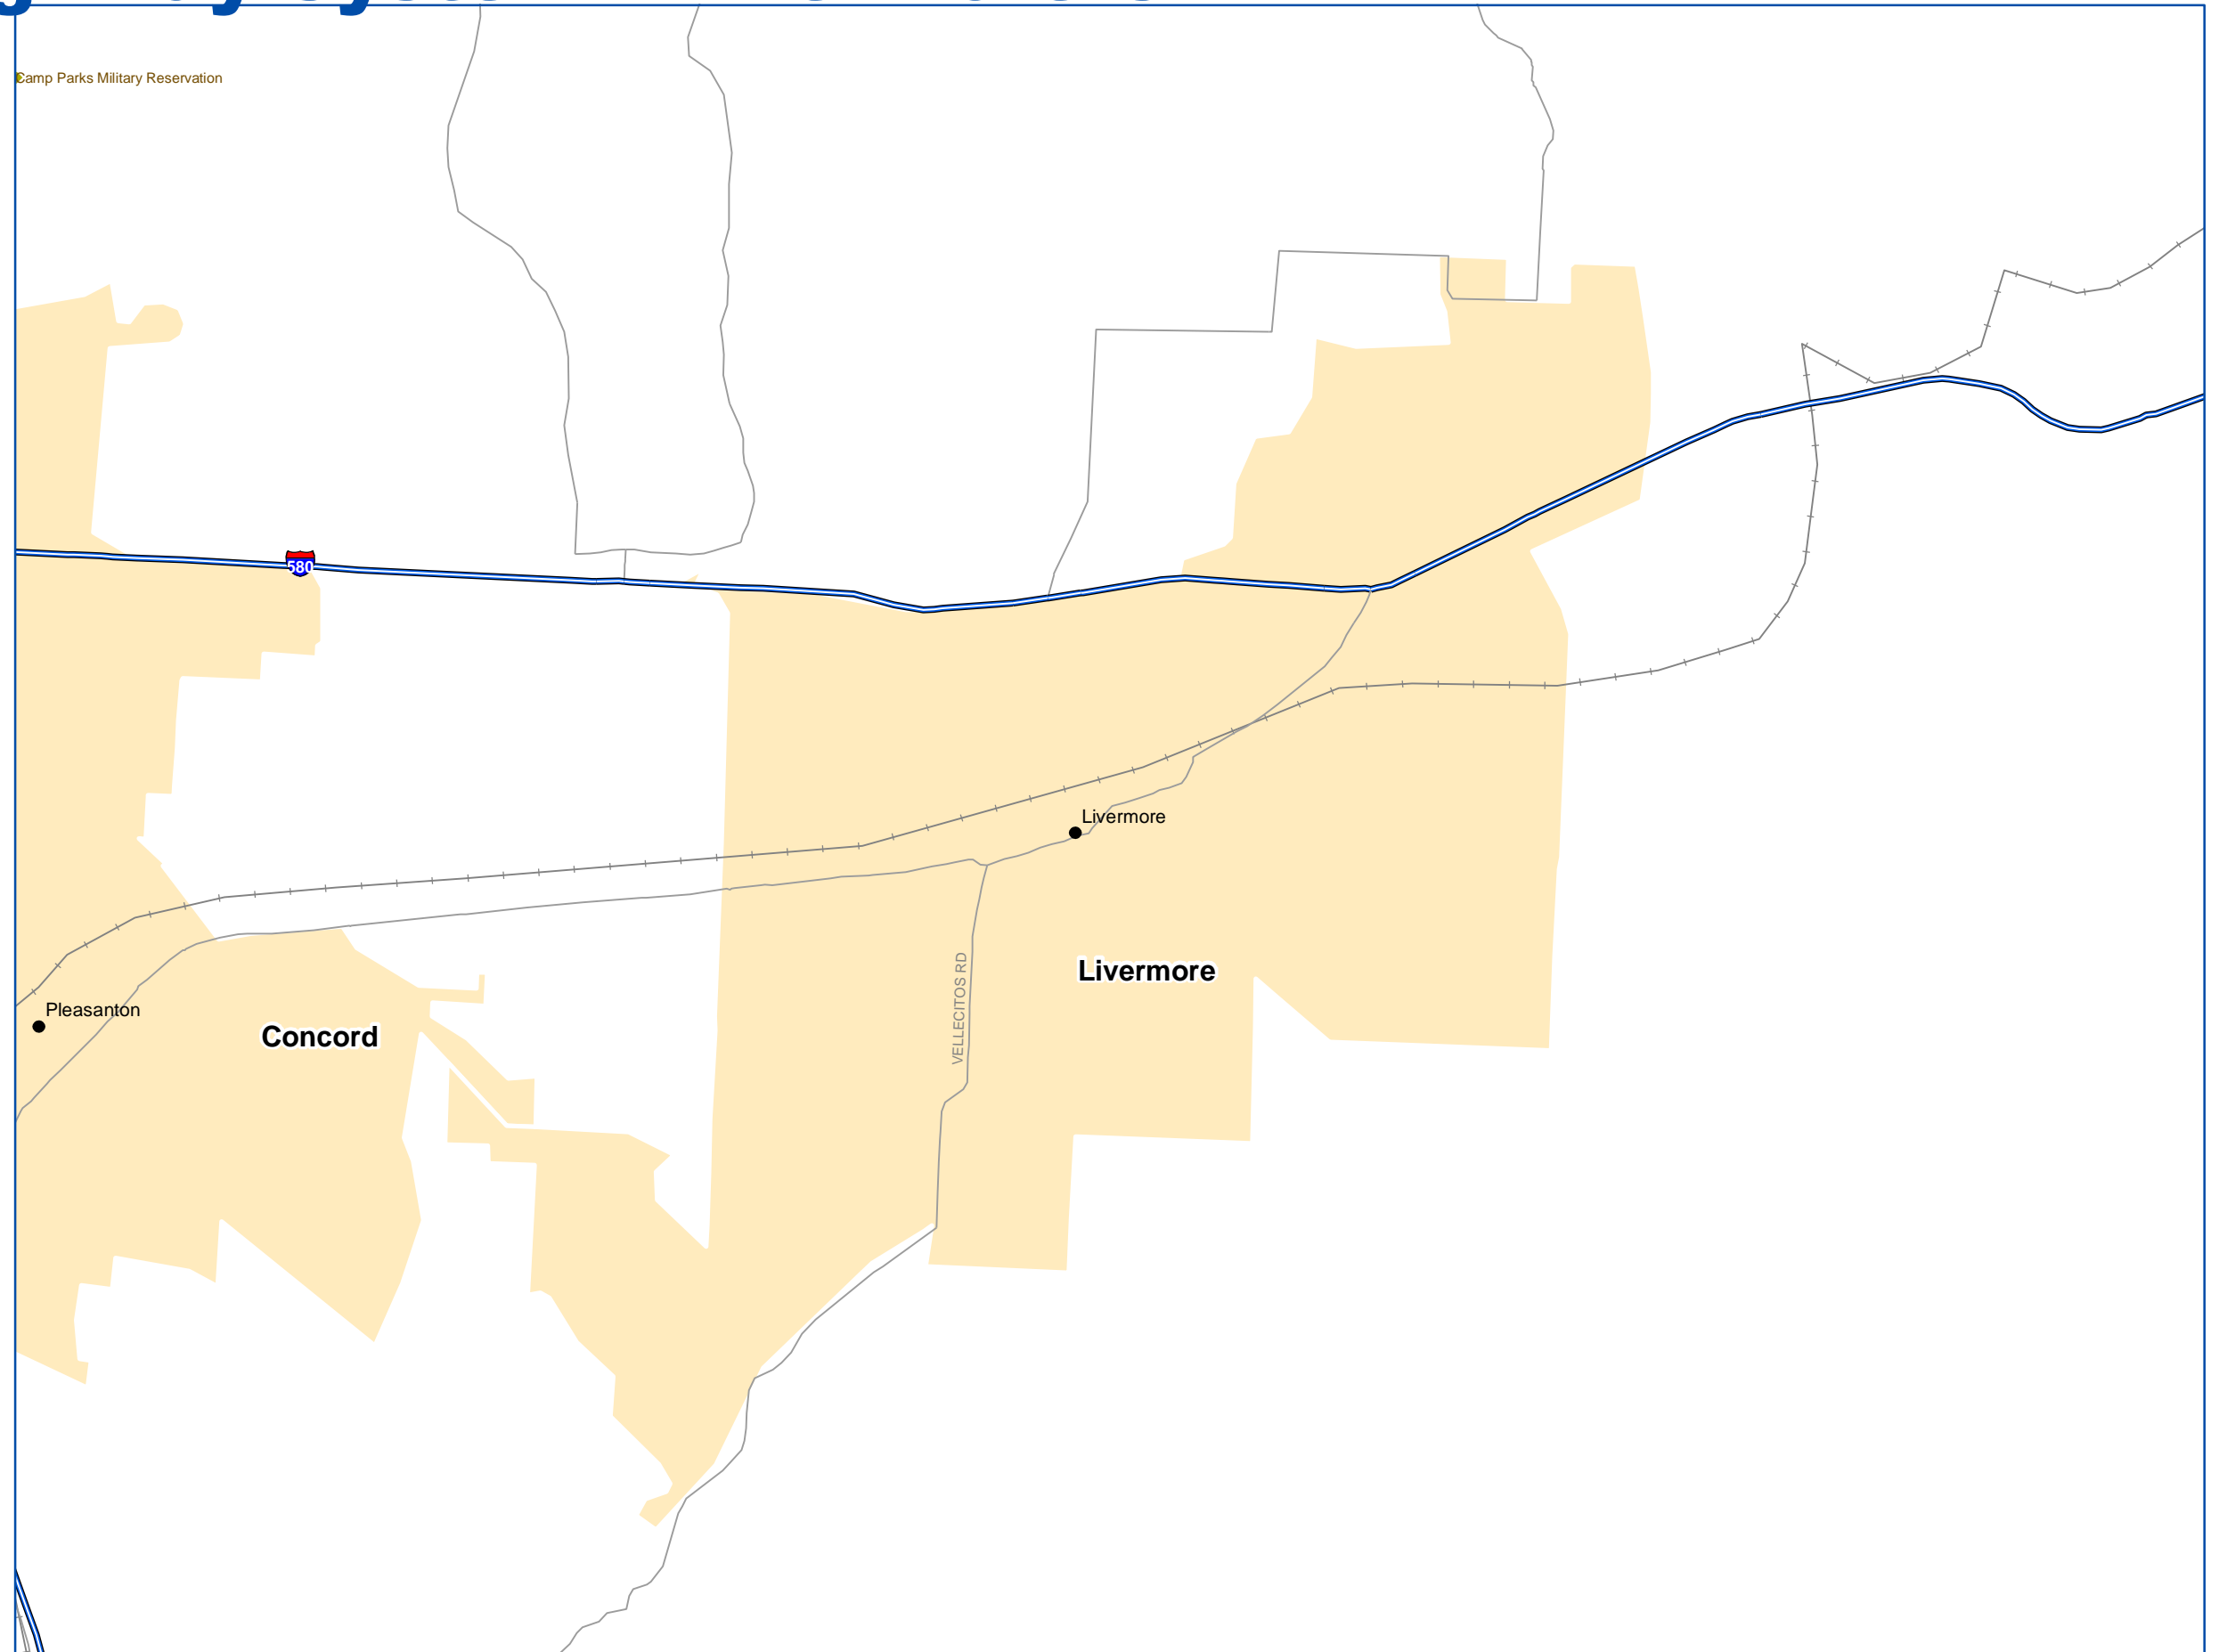 Camp Parks Military Reservation
580
Livermore
Livermore
VELLECITOS RD
Pleasanton
Concord